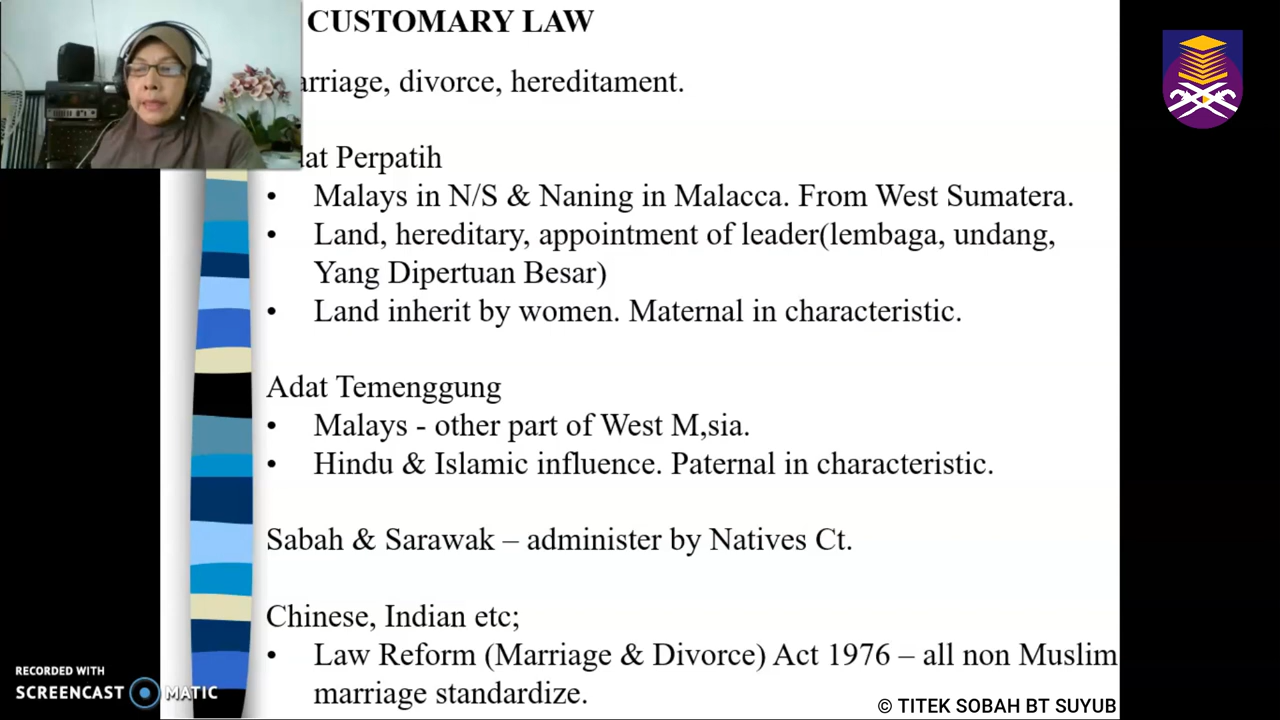 CUSTOMARY LAW
arriage, divorce, hereditament.
at Perpatih
• Malays in N/S & Naning in Malacca. From West Sumatera.
• Land, hereditary, appointment of leader(lembaga, undang,
Yang Dipertuan Besar)
• Land inherit by women. Maternal in characteristic.
Adat Temenggung
• Malays - other part of West M,sia.
• Hindu & Islamic influence. Paternal in characteristic.
Sabah & Sarawak – administer by Natives Ct.
Chinese, Indian etc;
• Law Reform (Marriage & Divorce) Act 1976 – all non Muslim
marriage standardize.
RECORDED WITH
SCREENCAST MATIC
© TITEK SOBAH BT SUYUB